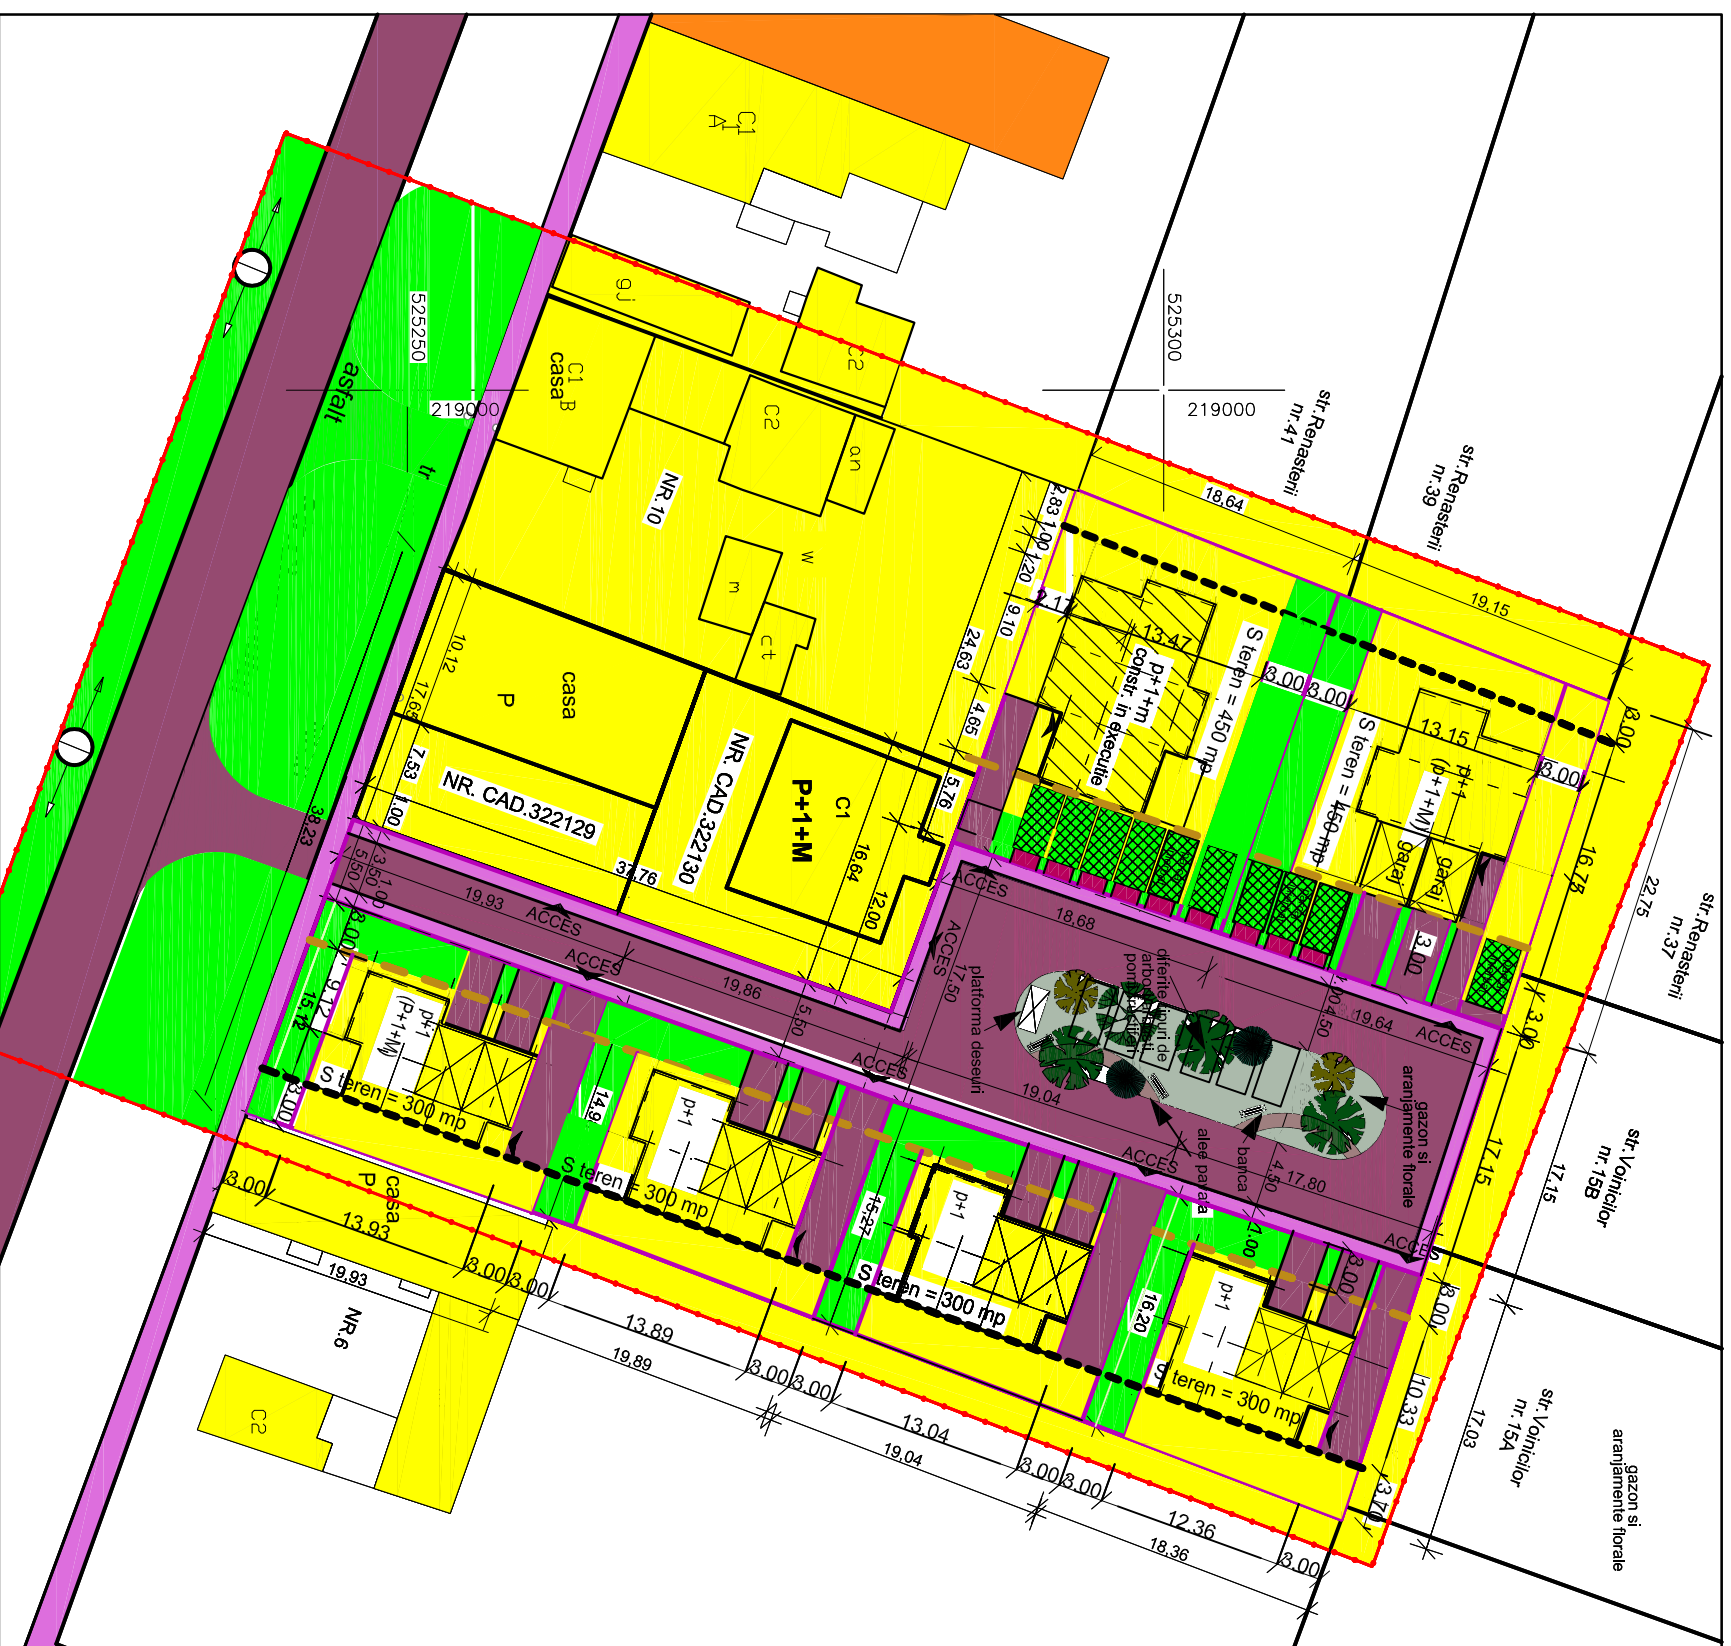 C1
A1
gj
C2
525300
525250
219000
219000
asfalt
tr
C1
casa
B
C2
an
NR.10
w
m
ct
casa
P
10.12
17.65
7.53
1.00
NR. CAD.322129
NR. CAD.322130
C1
P+1+M
16.64
12.00
5.76
37.76
38.23
str.Renasterii
nr.41
str.Renasterii
nr.39
str.Renasterii
nr.37
str.Voinicilor
nr.15B
str.Voinicilor
nr.15A
gazon si
aranjamente florale
18,64
19,15
2.83
1.00
1.20
9.10
2.17
24,63
4.65
13.47
p+1+m
constr. in executie
S teren = 450 mp
3.00
3.00
S teren = 450 mp
13.15
p+1
(p+1+M)
garaj
garaj
3.00
3.00
16.75
22,75
3.00
3.00
17.15
17,15
3.00
10.33
17,03
3.70
ACCES
18,68
ACCES
17,50
platforma deseuri
diferite tipuri de
gazon si
aranjamente florale
alee pavata
banca
19,64
ACCES
4.50
4.50
17,80
19,04
ACCES
ACCES
1.00
19,93
ACCES
ACCES
19,86
5.50
ACCES
3.50
1.00
5.50
3.00
9.12
15.12
3.00
p+1
(P+1+M)
S teren = 300 mp
14.9
p+1
S teren = 300 mp
15,27
p+1
S teren = 300 mp
16,20
p+1
S teren = 300 mp
3.00
casa
P
3.00
13.93
3.00
3.00
13.89
3.00
3.00
13.04
3.00
3.00
12.36
3.00
19,93
19,89
19,04
18,36
NR.6
C2